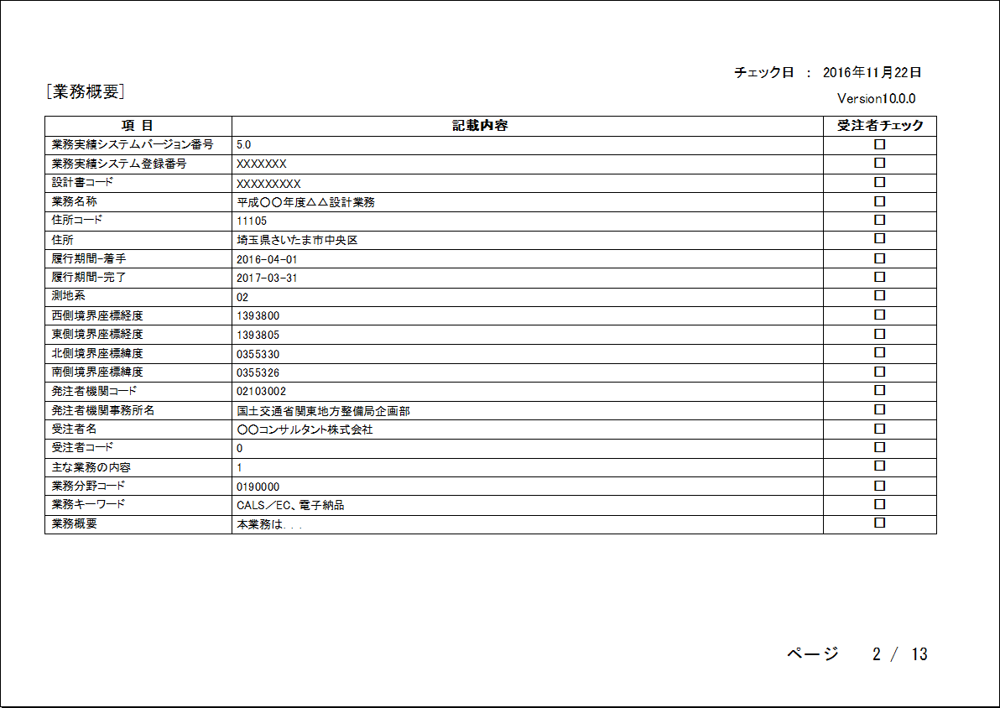 チェック日 : 2016年11月22日
[業務概要]
Version10.0.0
項 目 記載内容 受注者チェック
業務実績システムバージョン番号 5.0 □
業務実績システム登録番号 XXXXXXX □
設計書コード XXXXXXXXX □
業務名称 平成〇〇年度△△設計業務 □
住所コード 11105 □
住所 埼玉県さいたま市中央区 □
履行期間-着手 2016-04-01 □
履行期間-完了 2017-03-31 □
測地系 02 □
西側境界座標経度 1393800 □
東側境界座標経度 1393805 □
北側境界座標緯度 0355330 □
南側境界座標緯度 0355326 □
発注者機関コード 02103002 □
発注者機関事務所名 国土交通省関東地方整備局企画部 □
受注者名 〇〇コンサルタント株式会社 □
受注者コード 0 □
主な業務の内容 1 □
業務分野コード 0190000 □
業務キーワード CALS／EC、電子納品 □
業務概要 本業務は... □
ページ 2 / 13